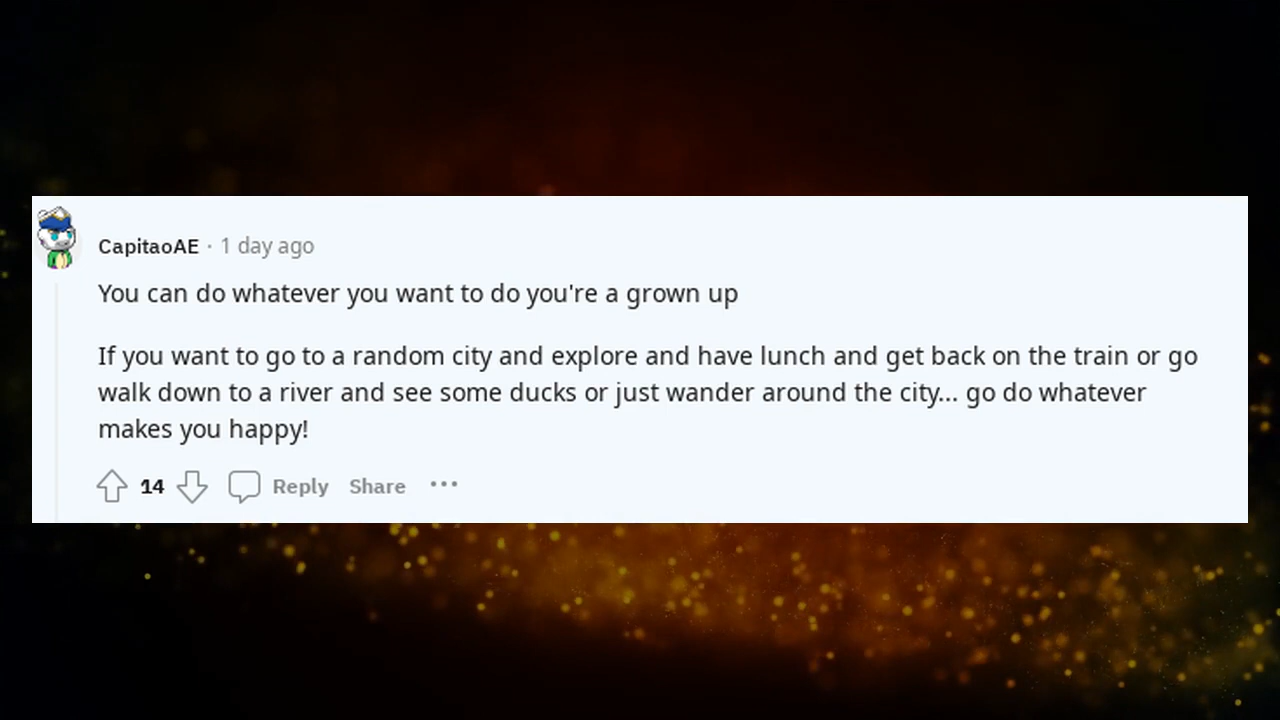 CapitaoAE · 1 day ago
You can do whatever you want to do you're a grown up
If you want to go to a random city and explore and have lunch and get back on the train or go
walk down to a river and see some ducks or just wander around the city... go do whatever
makes you happy!
14 Reply Share ...